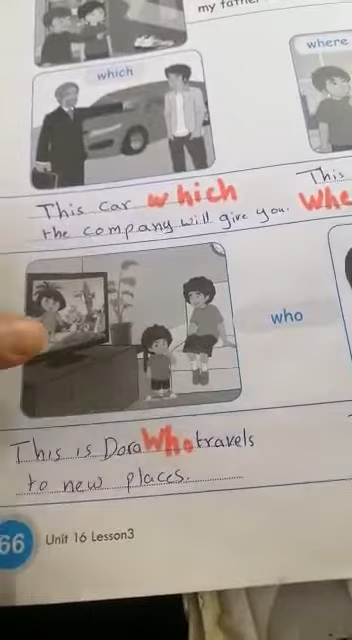 my father
which
where
This car which
the company will give you.
This
Whe
who
This is Dora Who travels
to new places.
66
Unit 16 Lesson3